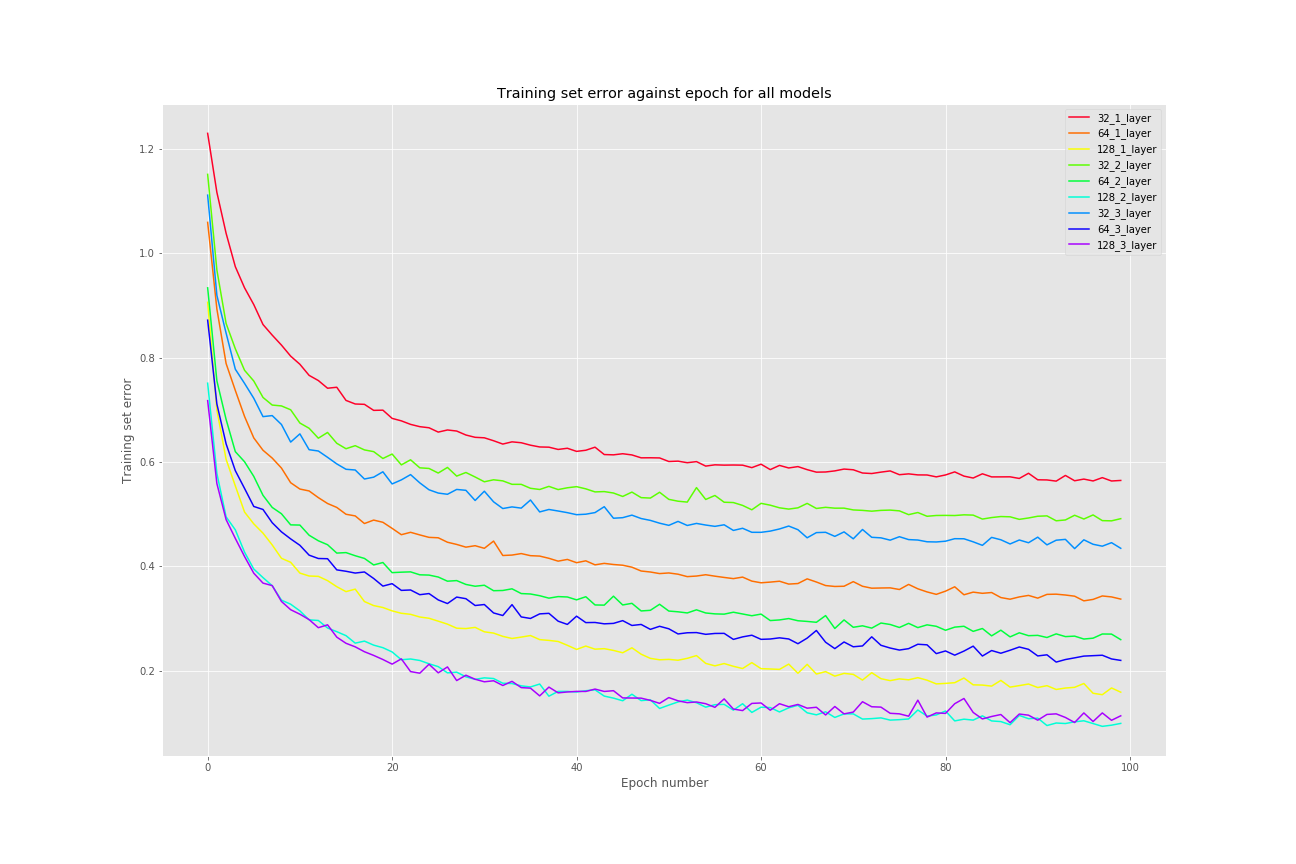 Training set error against epoch for all models
32_1_layer
64_1_layer
128_1_layer
32_2_layer
64_2_layer
128_2_layer
32_3_layer
64_3_layer
128_3_layer
Training set error
1.2
1.0
0.8
0.6
0.4
0.2
0 20 40 60 80 100
Epoch number